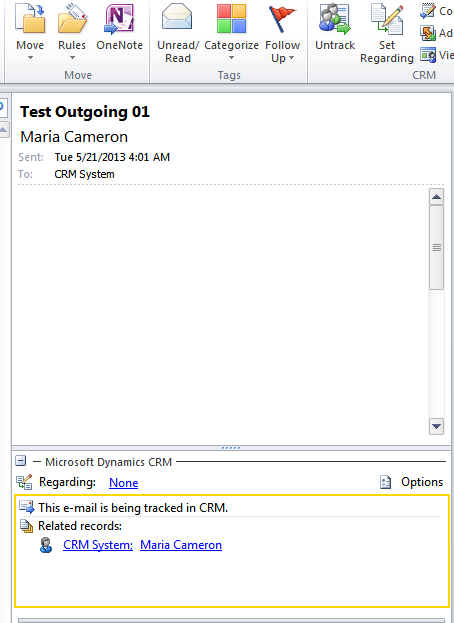 Move
Rules
OneNote
Unread/
Read
Categorize
Follow
Up
Untrack
Set
Regarding
Co
Ad
Vie
Move
Tags
CRM
Test Outgoing 01
Maria Cameron
Sent: Tue 5/21/2013 4:01 AM
To: CRM System
Microsoft Dynamics CRM
Regarding: None
Options
This e-mail is being tracked in CRM.
Related records:
CRM System; Maria Cameron